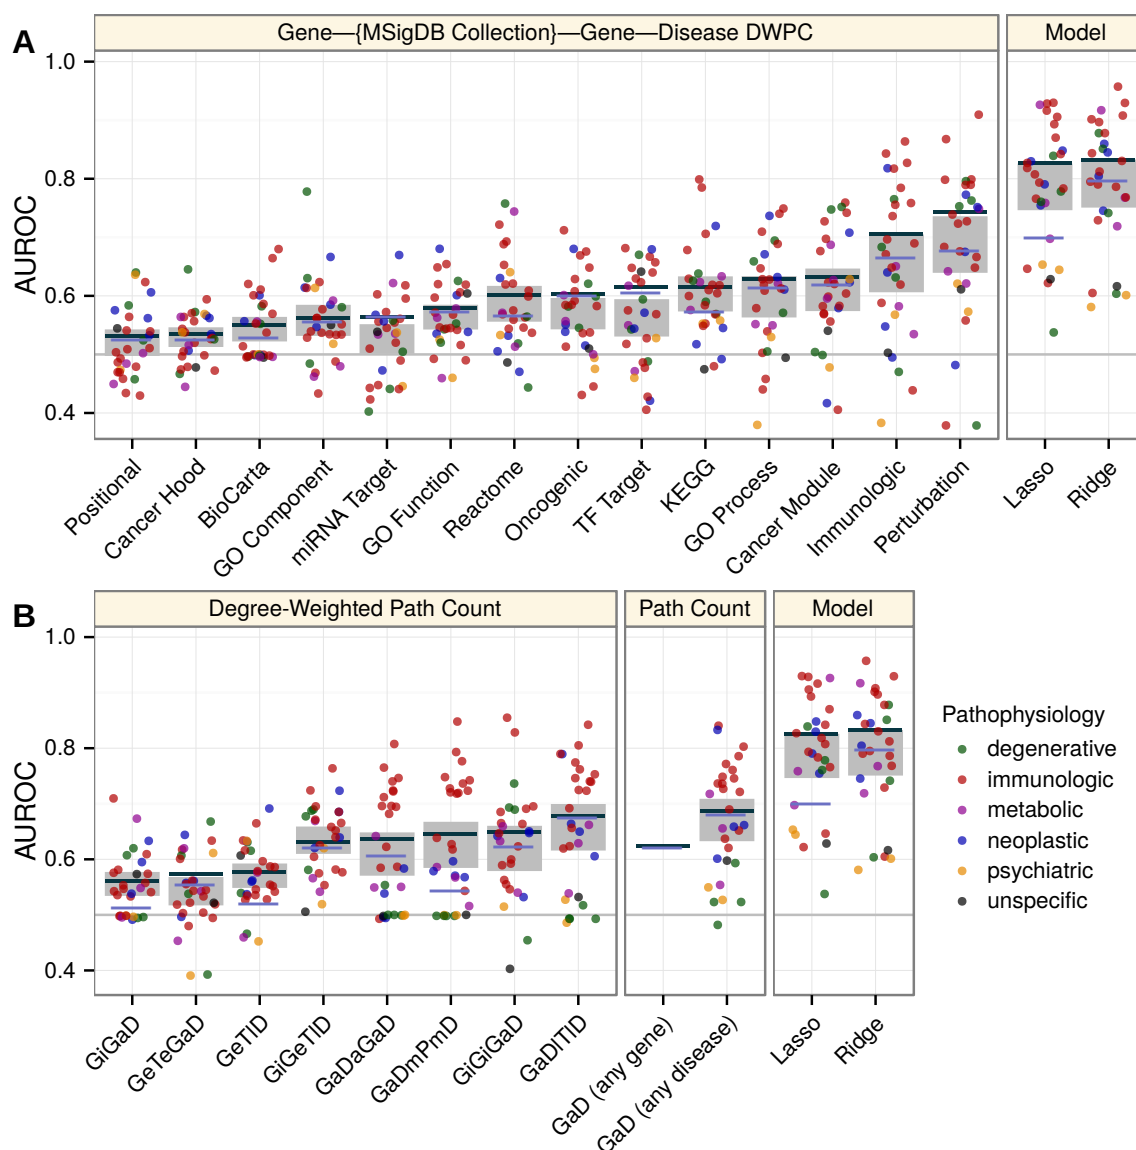 A
Gene—{MSigDB Collection}—Gene—Disease DWPC
Model
1.0
0.8
0.6
0.4
AUROC
Positional
Cancer Hood
BioCarta
GO Component
miRNA Target
GO Function
Reactome
Oncogenic
TF Target
KEGG
GO Process
Cancer Module
Immunologic
Perturbation
Lasso
Ridge
B
Degree-Weighted Path Count
Path Count
Model
1.0
0.8
0.6
0.4
AUROC
GiGaD
GeTeGaD
GeTlD
GiGeTlD
GaDaGaD
GaDmPmD
GiGiGaD
GaDlTlD
GaD (any gene)
GaD (any disease)
Lasso
Ridge
Pathophysiology
degenerative
immunologic
metabolic
neoplastic
psychiatric
unspecific